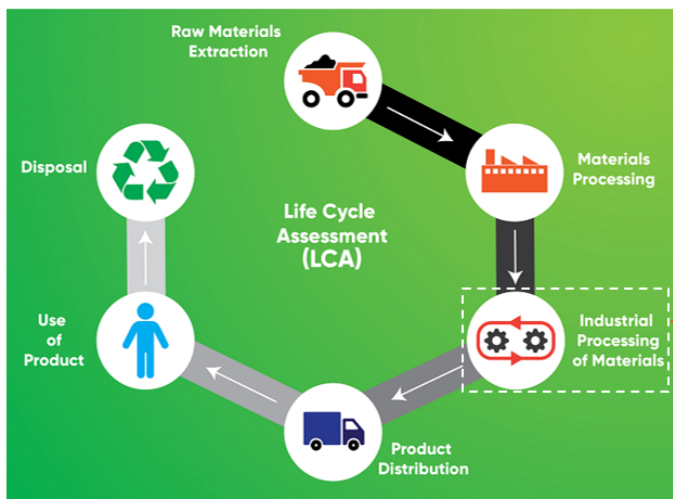 Raw Materials
Extraction
Materials
Processing
Disposal
Life Cycle
Assessment
(LCA)
Industrial
Processing
of Materials
Use
of
Product
Product
Distribution